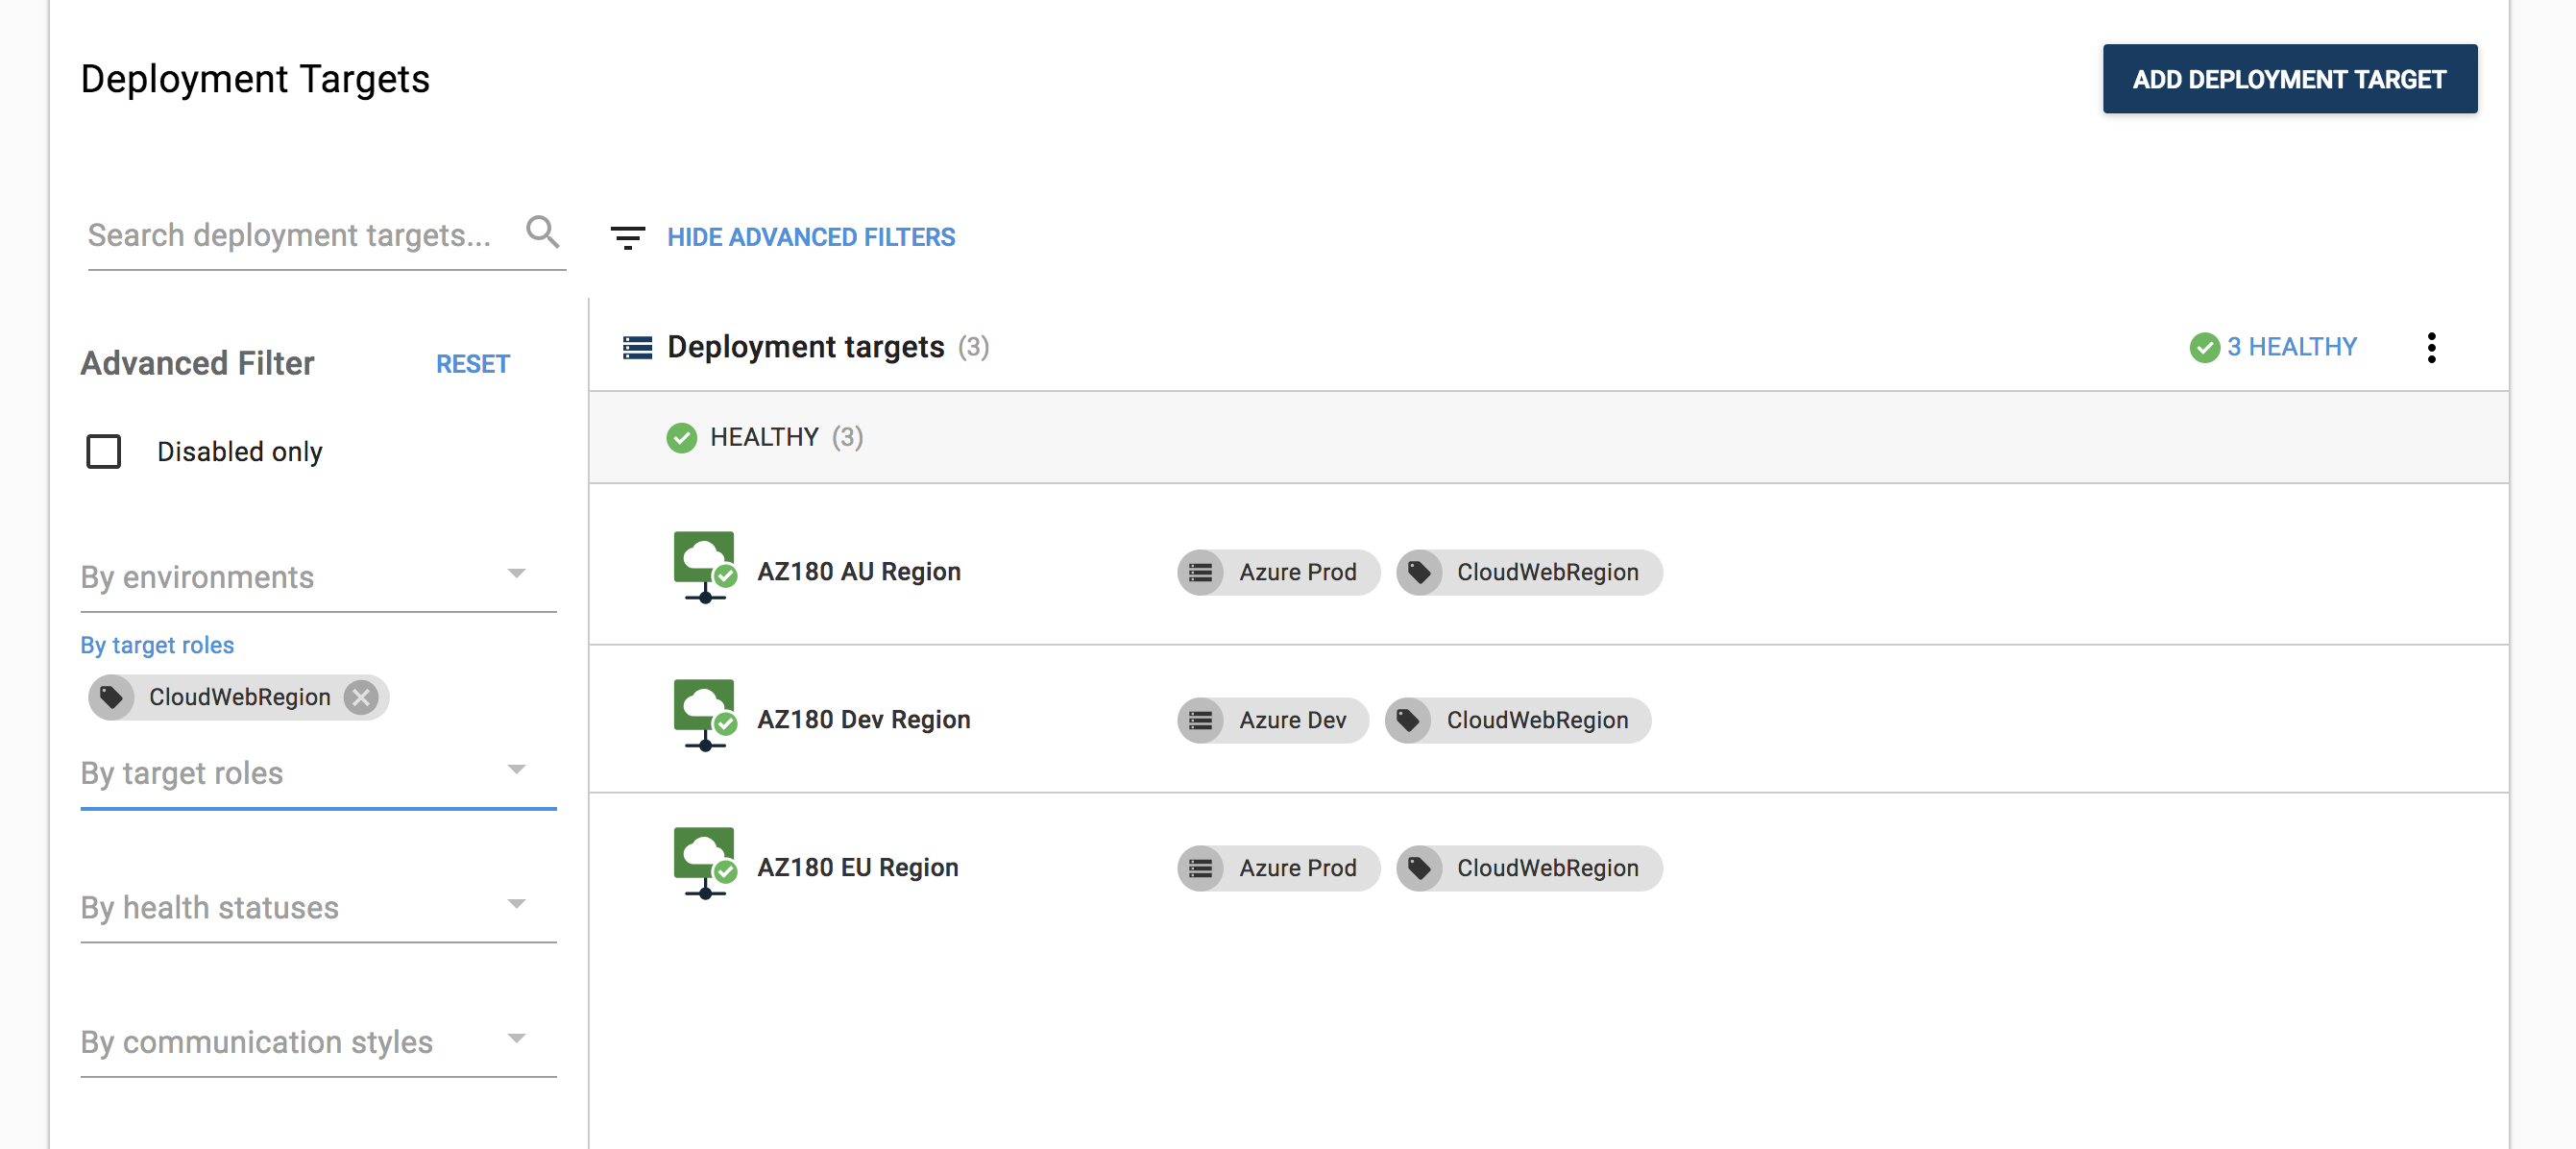 Deployment Targets
ADD DEPLOYMENT TARGET
Search deployment targets...
HIDE ADVANCED FILTERS
Advanced Filter
RESET
Disabled only
By environments
By target roles
CloudWebRegion
By target roles
By health statuses
By communication styles
Deployment targets (3)
3 HEALTHY
HEALTHY (3)
AZ180 AU Region
Azure Prod
CloudWebRegion
AZ180 Dev Region
Azure Dev
CloudWebRegion
AZ180 EU Region
Azure Prod
CloudWebRegion